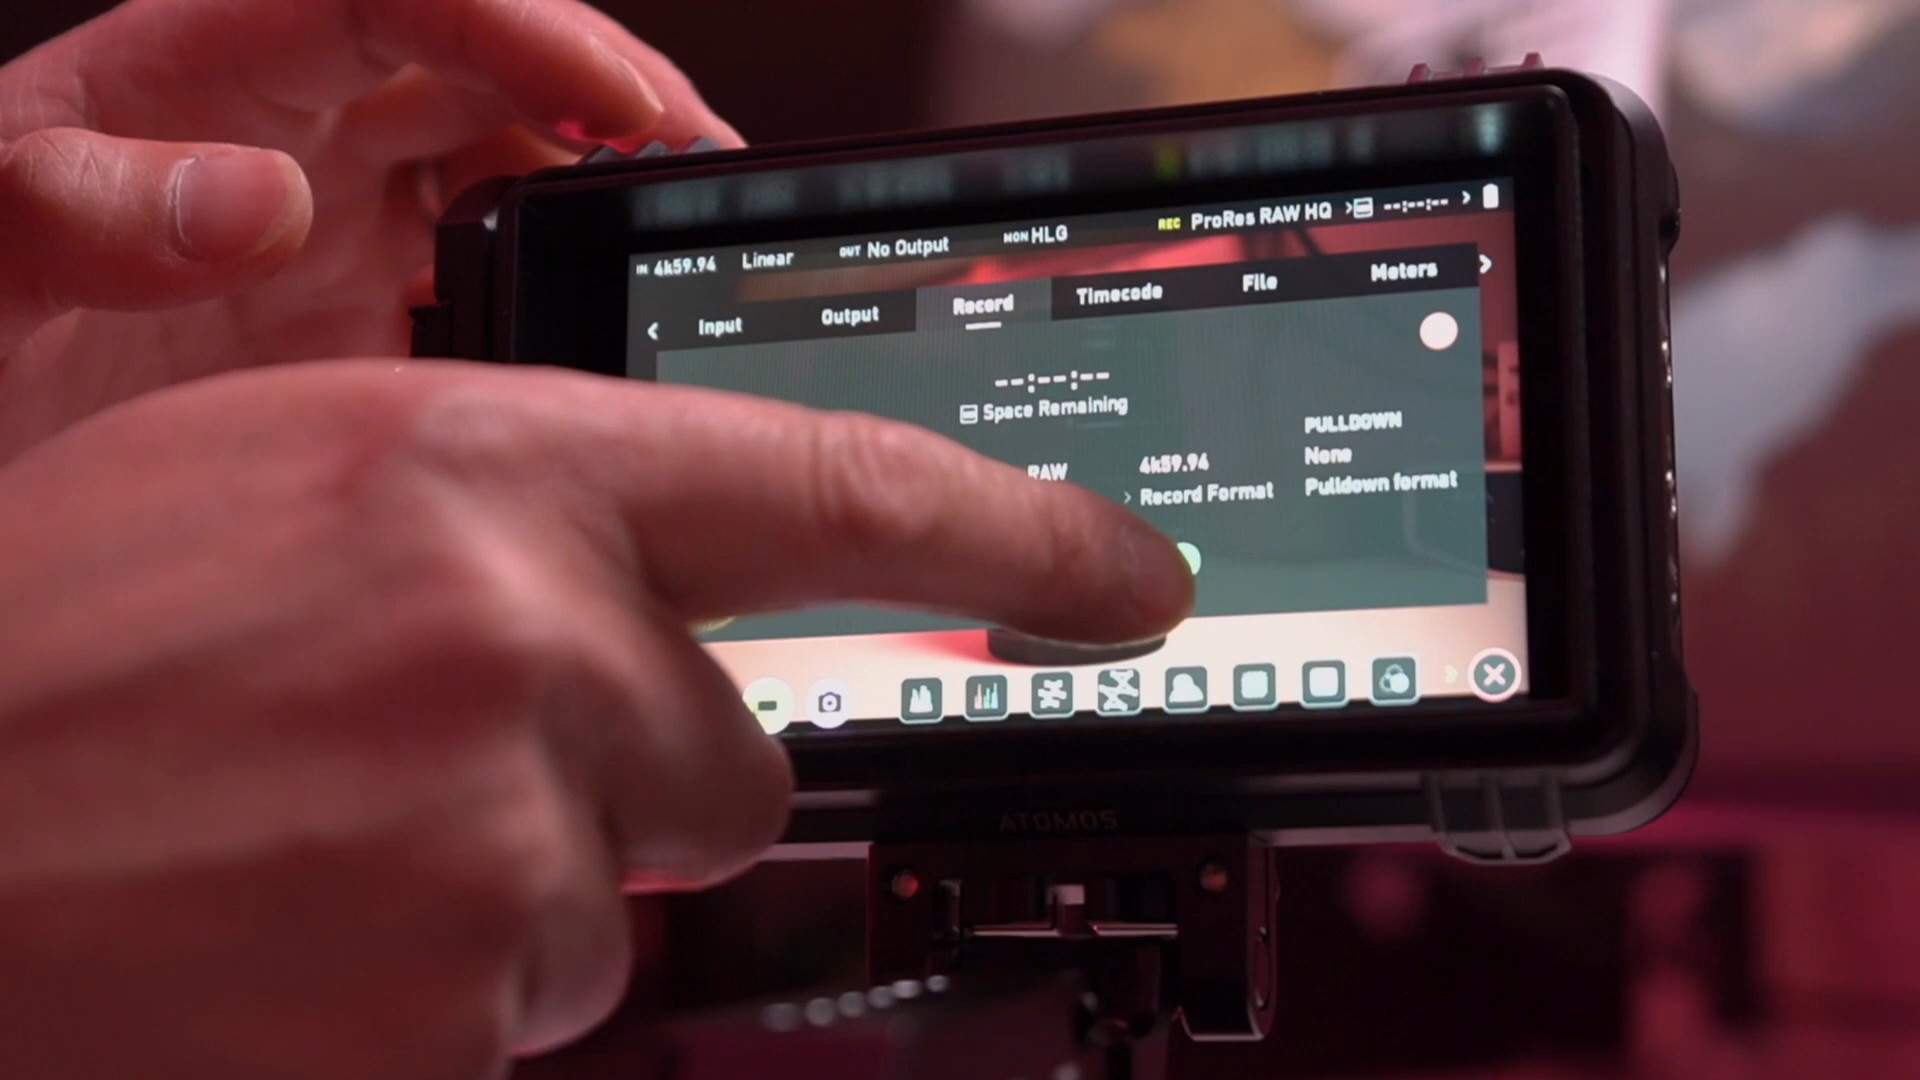 IN 4k59.94 Linear OUT No Output MON HLG REC ProRes RAW HQ --:--:--
Input Output Record Timecode File Meters
--:--:--
Space Remaining
RAW 4k59.94 PULLDOWN
None
Record Format Pulldown format
ATOMOS